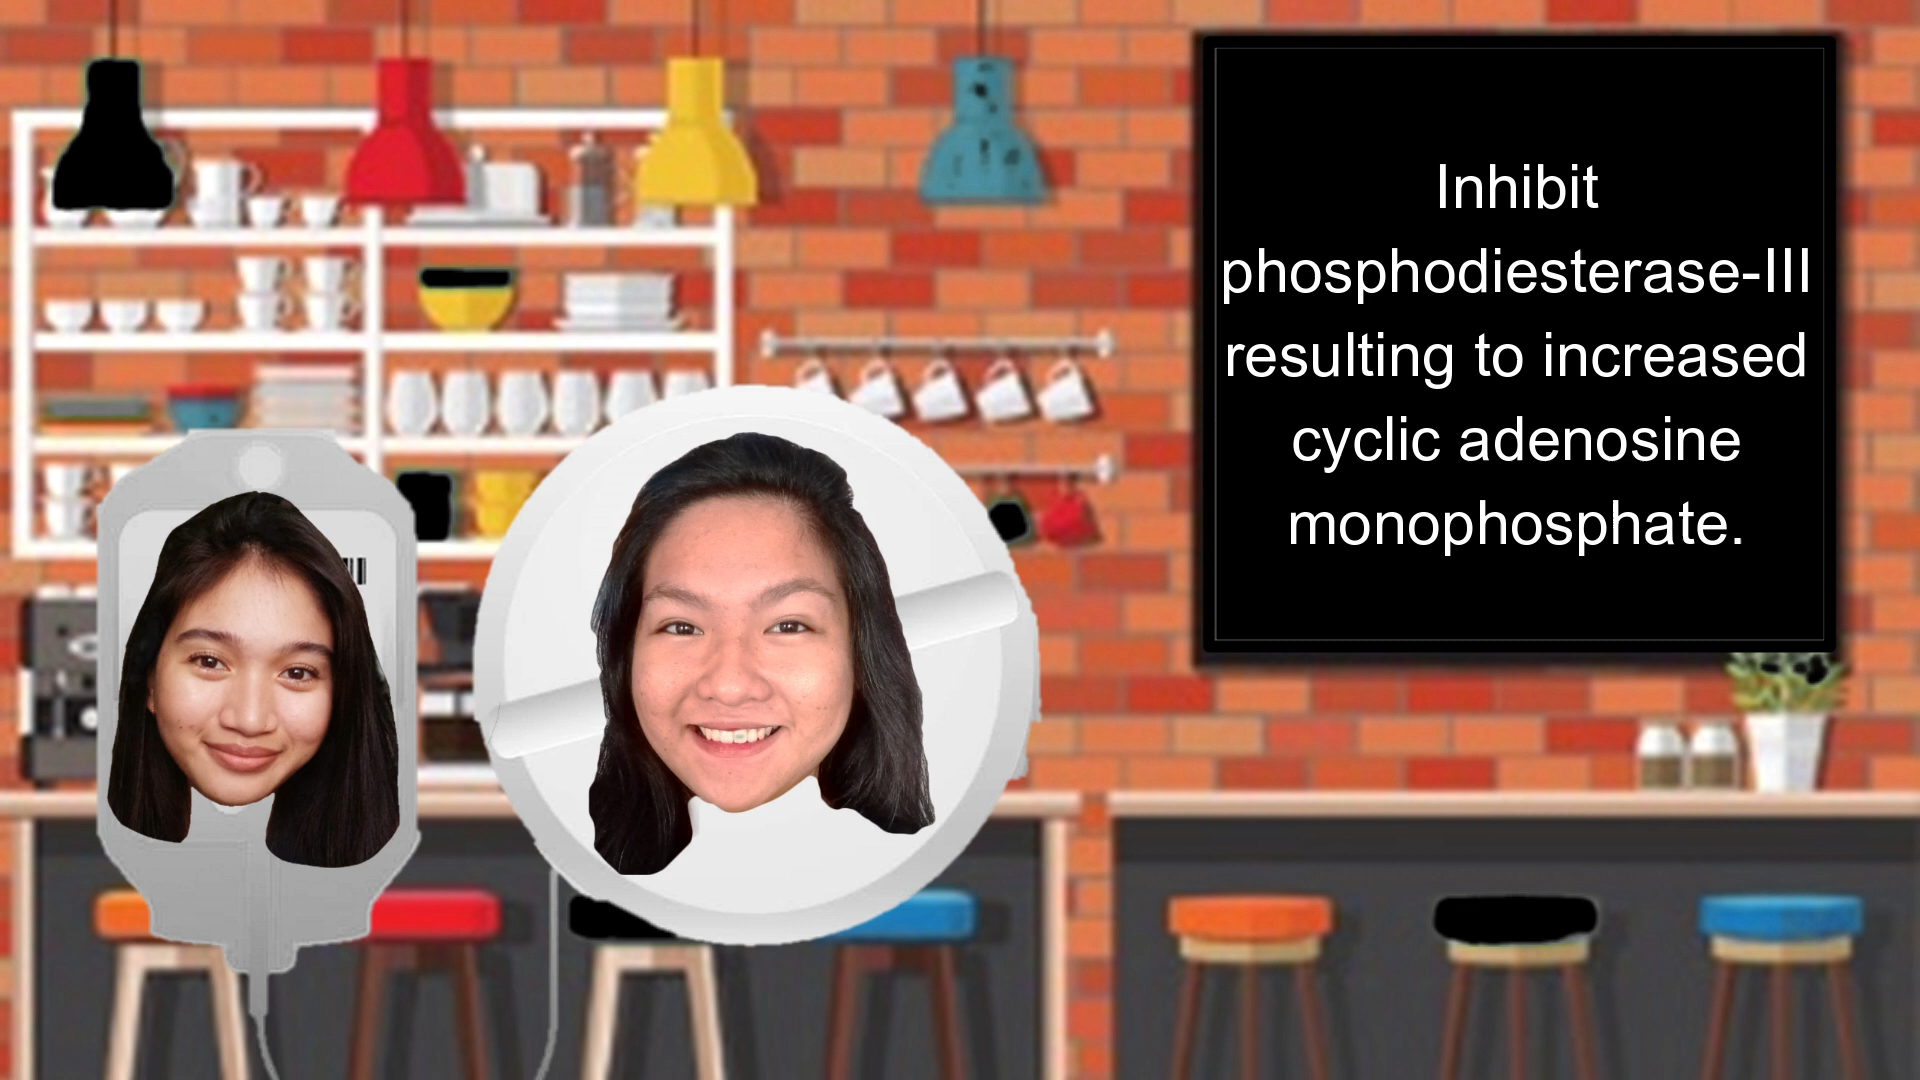 Inhibit
phosphodiesterase-III
resulting to increased
cyclic adenosine
monophosphate.